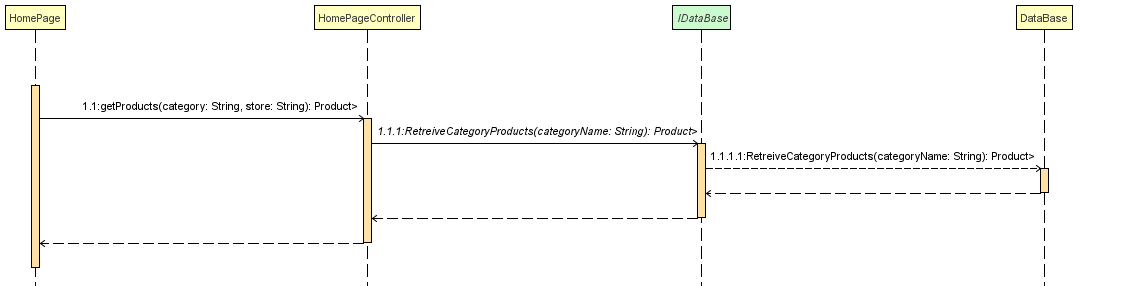 HomePage
HomePageController
IDataBase
DataBase
1.1:getProducts(category: String, store: String): Product>
1.1.1:RetreiveCategoryProducts(categoryName: String): Product>
1.1.1.1:RetreiveCategoryProducts(categoryName: String): Product>